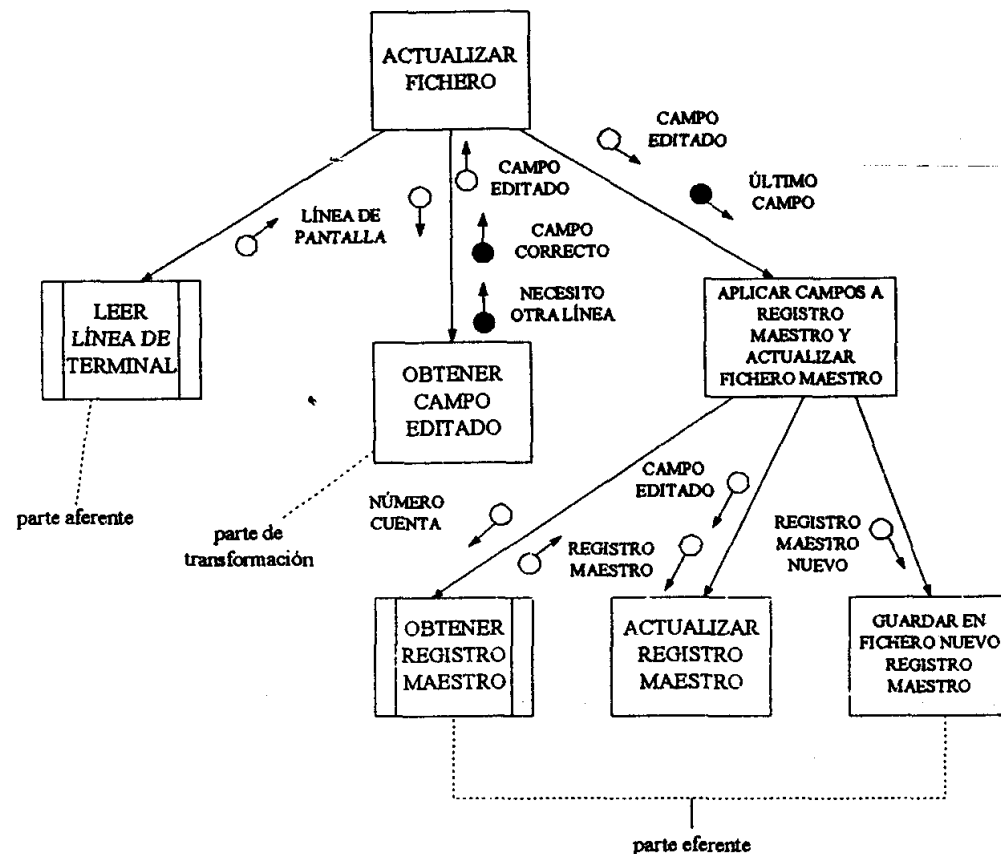 ACTUALIZAR
FICHERO
CAMPO
EDITADO
ÚLTIMO
CAMPO
CAMPO
EDITADO
LÍNEA DE
PANTALLA
CAMPO
CORRECTO
NECESITO
OTRA LÍNEA
LEER
LÍNEA DE
TERMINAL
OBTENER
CAMPO
EDITADO
APLICAR CAMPOS A
REGISTRO
MAESTRO Y
ACTUALIZAR
FICHERO MAESTRO
parte aferente
parte de
transformación
NÚMERO
CUENTA
REGISTRO
MAESTRO
CAMPO
EDITADO
REGISTRO
MAESTRO
NUEVO
OBTENER
REGISTRO
MAESTRO
ACTUALIZAR
REGISTRO
MAESTRO
GUARDAR EN
FICHERO NUEVO
REGISTRO
MAESTRO
parte eferente